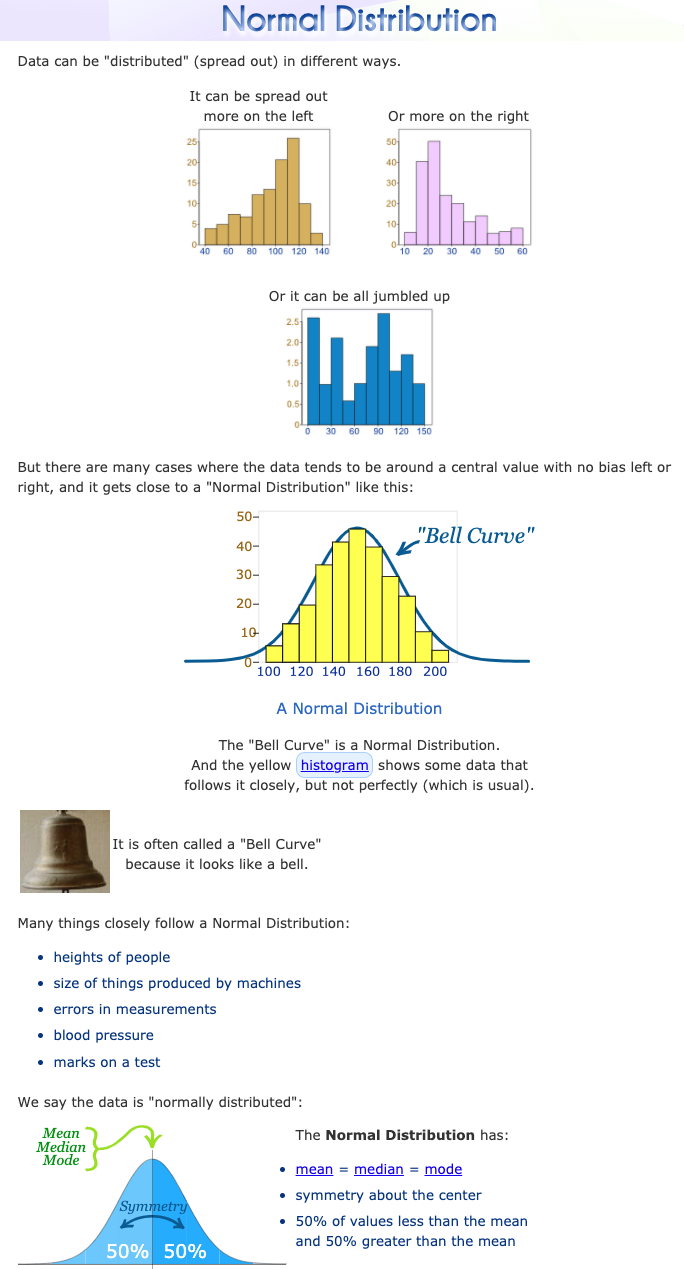 Normal Distribution
Data can be "distributed" (spread out) in different ways.
It can be spread out
more on the left
25
20
15
10
5
0
40 60 80 100 120 140
Or more on the right
50
40
30
20
10
0
10 20 30 40 50 60
Or it can be all jumbled up
2.5
2.0
1.5
1.0
0.5
0
0 30 60 90 120 150
But there are many cases where the data tends to be around a central value with no bias left or
right, and it gets close to a "Normal Distribution" like this:
"Bell Curve"
50
40
30
20
10
0
100 120 140 160 180 200
A Normal Distribution
The "Bell Curve" is a Normal Distribution.
And the yellow histogram shows some data that
follows it closely, but not perfectly (which is usual).
It is often called a "Bell Curve"
because it looks like a bell.
Many things closely follow a Normal Distribution:
• heights of people
• size of things produced by machines
• errors in measurements
• blood pressure
• marks on a test
We say the data is "normally distributed":
Mean
Median
Mode
Symmetry
50% 50%
The Normal Distribution has:
• mean = median = mode
• symmetry about the center
• 50% of values less than the mean
and 50% greater than the mean